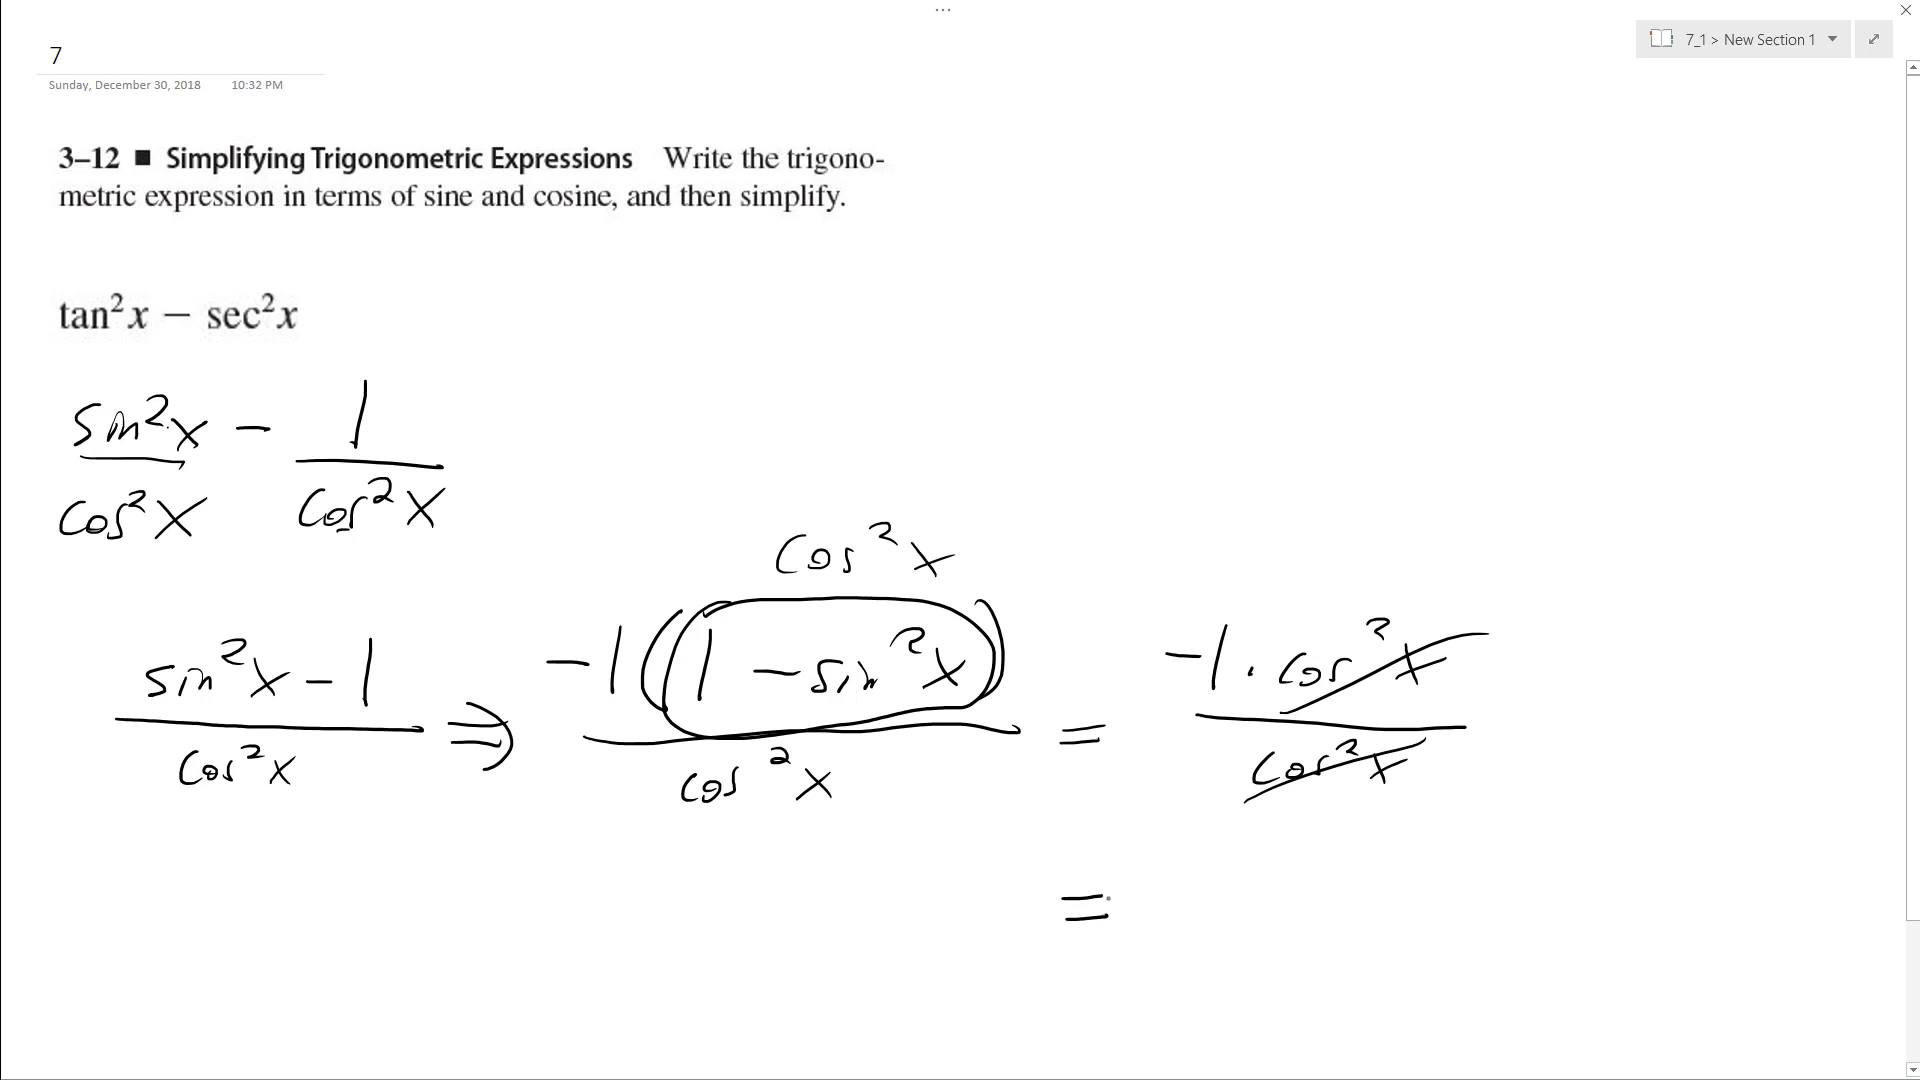 ...
7_1 > New Section 1
7
Sunday, December 30, 2018 10:32 PM
3–12 ■ Simplifying Trigonometric Expressions Write the trigono-
metric expression in terms of sine and cosine, and then simplify.
tan²x − sec²x
sin²x − 1
cos²x cos²x
cos²x
sin²x − 1 ⇒ −1(1 − sin²x) = −1 · cos²x
cos²x cos²x cos²x
=